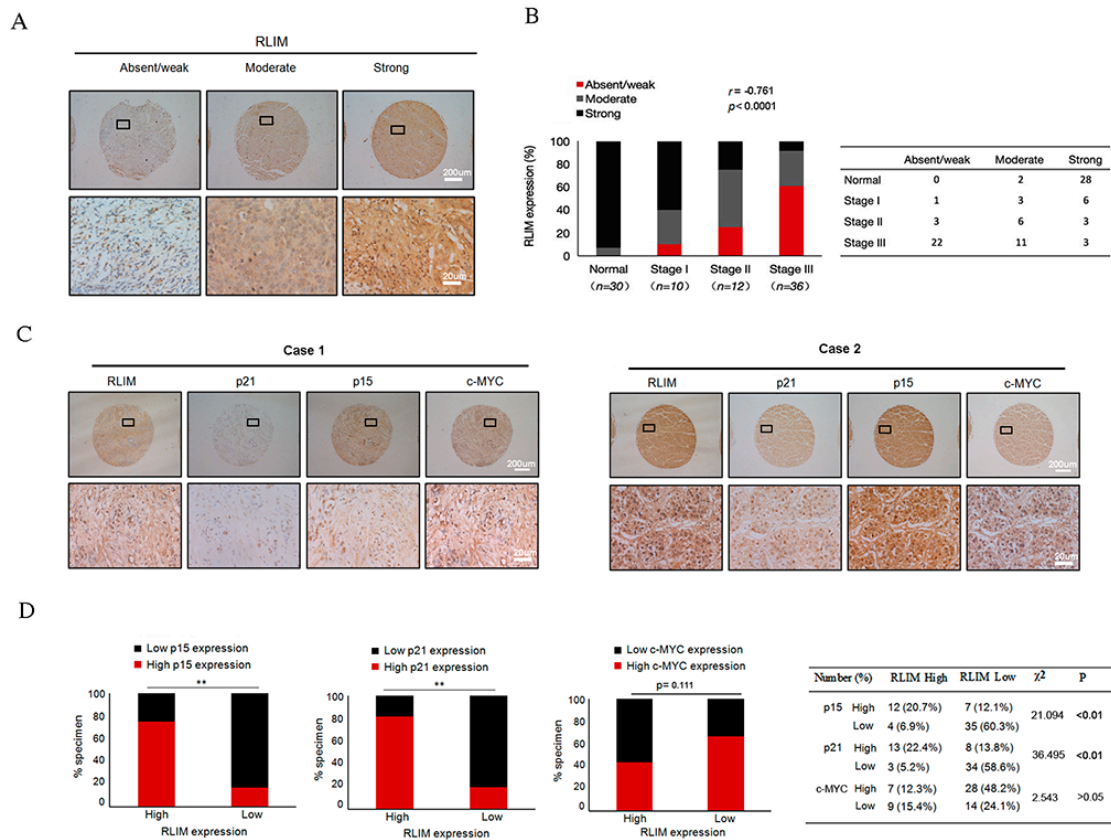 A
RLIM
Absent/weak Moderate Strong
200um
20um
B
Absent/weak
Moderate
Strong
r = -0.761
p< 0.0001
RLIM expression (%)
100
80
60
40
20
0
Normal Stage I Stage II Stage III
(n=30) (n=10) (n=12) (n=36)
Absent/weak Moderate Strong
Normal 0 2 28
Stage I 1 3 6
Stage II 3 6 3
Stage III 22 11 3
C
Case 1
RLIM p21 p15 c-MYC
200um
20um
Case 2
RLIM p21 p15 c-MYC
200um
20um
D
Low p15 expression
High p15 expression
**
% specimen
100
80
60
40
20
0
High Low
RLIM expression
Low p21 expression
High p21 expression
**
% specimen
100
80
60
40
20
0
High Low
RLIM expression
Low c-MYC expression
High c-MYC expression
p= 0.111
% specimen
100
80
60
40
20
0
High Low
RLIM expression
Number (%) RLIM High RLIM Low χ2 P
p15 High 12 (20.7%) 7 (12.1%) 21.094 <0.01
Low 4 (6.9%) 35 (60.3%)
p21 High 13 (22.4%) 8 (13.8%) 36.495 <0.01
Low 3 (5.2%) 34 (58.6%)
c-MYC High 7 (12.3%) 28 (48.2%) 2.543 >0.05
Low 9 (15.4%) 14 (24.1%)